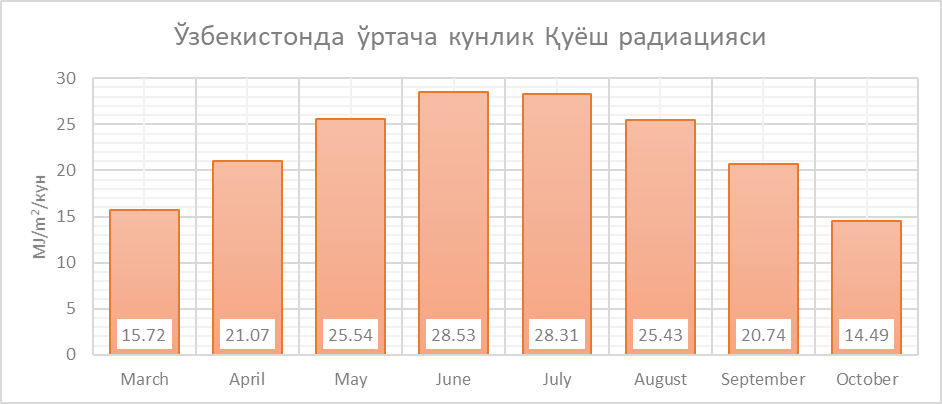 Ўзбекистонда ўртача кунлик Қуёш радиацияси
MJ/m²/кун
30
25
20
15
10
5
0
15.72 21.07 25.54 28.53 28.31 25.43 20.74 14.49
March April May June July August September October